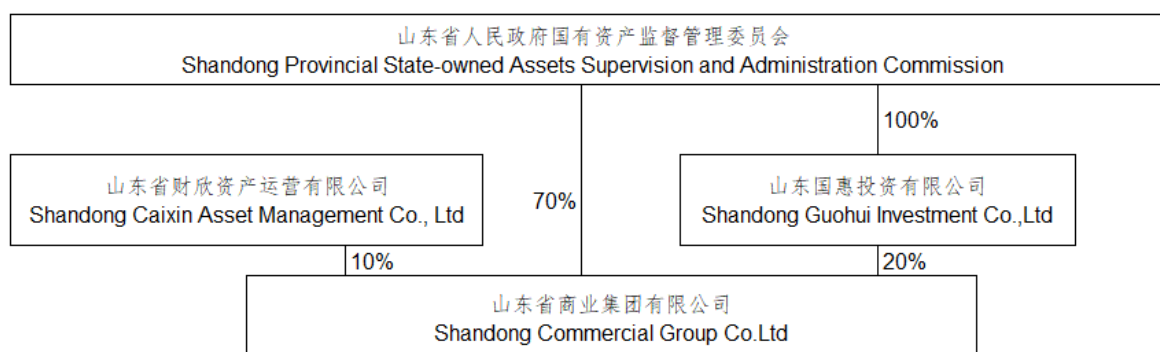 山东省人民政府国有资产监督管理委员会
Shandong Provincial State-owned Assets Supervision and Administration Commission
100%
山东省财欣资产运营有限公司
Shandong Caixin Asset Management Co., Ltd
70%
山东国惠投资有限公司
Shandong Guohui Investment Co.,Ltd
10%
20%
山东省商业集团有限公司
Shandong Commercial Group Co.Ltd